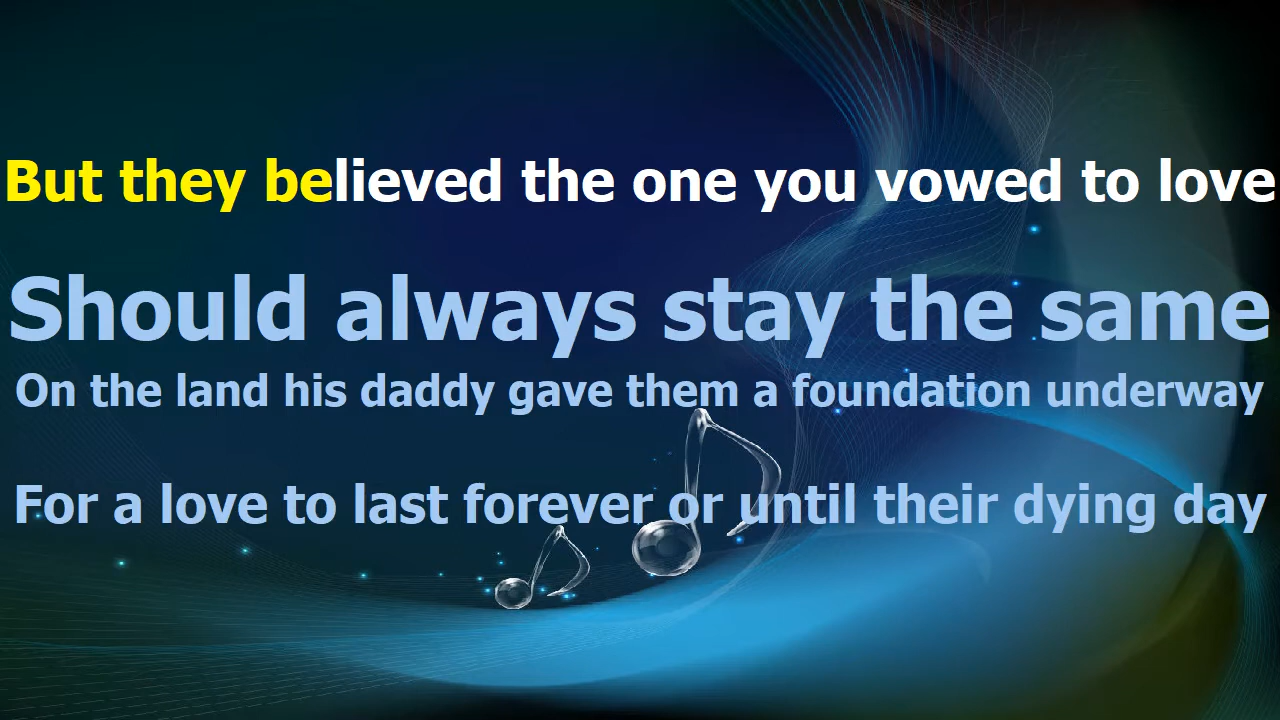 But they believed the one you vowed to love
Should always stay the same
On the land his daddy gave them a foundation underway
For a love to last forever or until their dying day